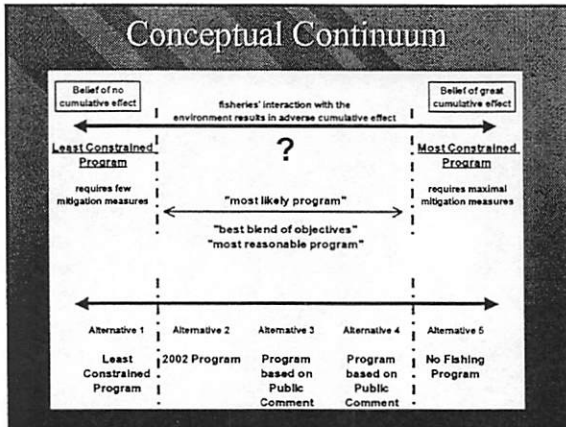 Conceptual Continuum
Belief of no
cumulative effect
fisheries' interaction with the
environment results in adverse cumulative effect
Belief of great
cumulative effect
Least Constrained
Program
?
Most Constrained
Program
requires few
mitigation measures
requires maximal
mitigation measures
"most likely program"
"best blend of objectives"
"most reasonable program"
Alternative 1
Alternative 2
Alternative 3
Alternative 4
Alternative 5
Least
Constrained
Program
2002 Program
Program
based on
Public
Comment
Program
based on
Public
Comment
No Fishing
Program